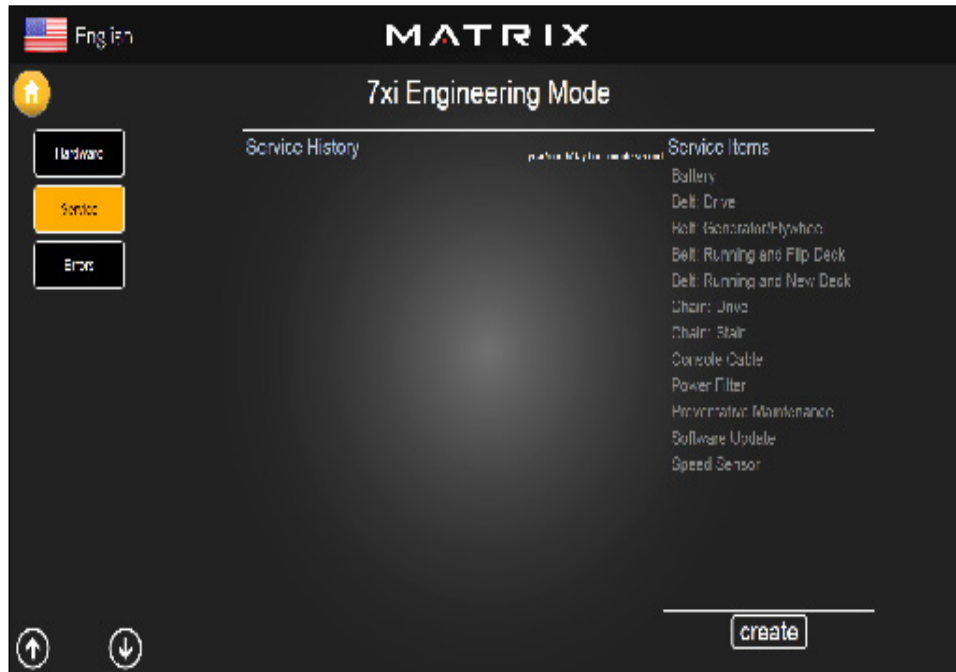 English
MATRIX
7xi Engineering Mode
Hardware
Service
Errors
Service History
Service Items
Battery
Belt: Drive
Belt: Generator/Flywheel
Belt: Running and Flip Deck
Belt: Running and New Deck
Chain: Drive
Chain: Stair
Console Cable
Power Filter
Preventative Maintenance
Software Update
Speed Sensor
create